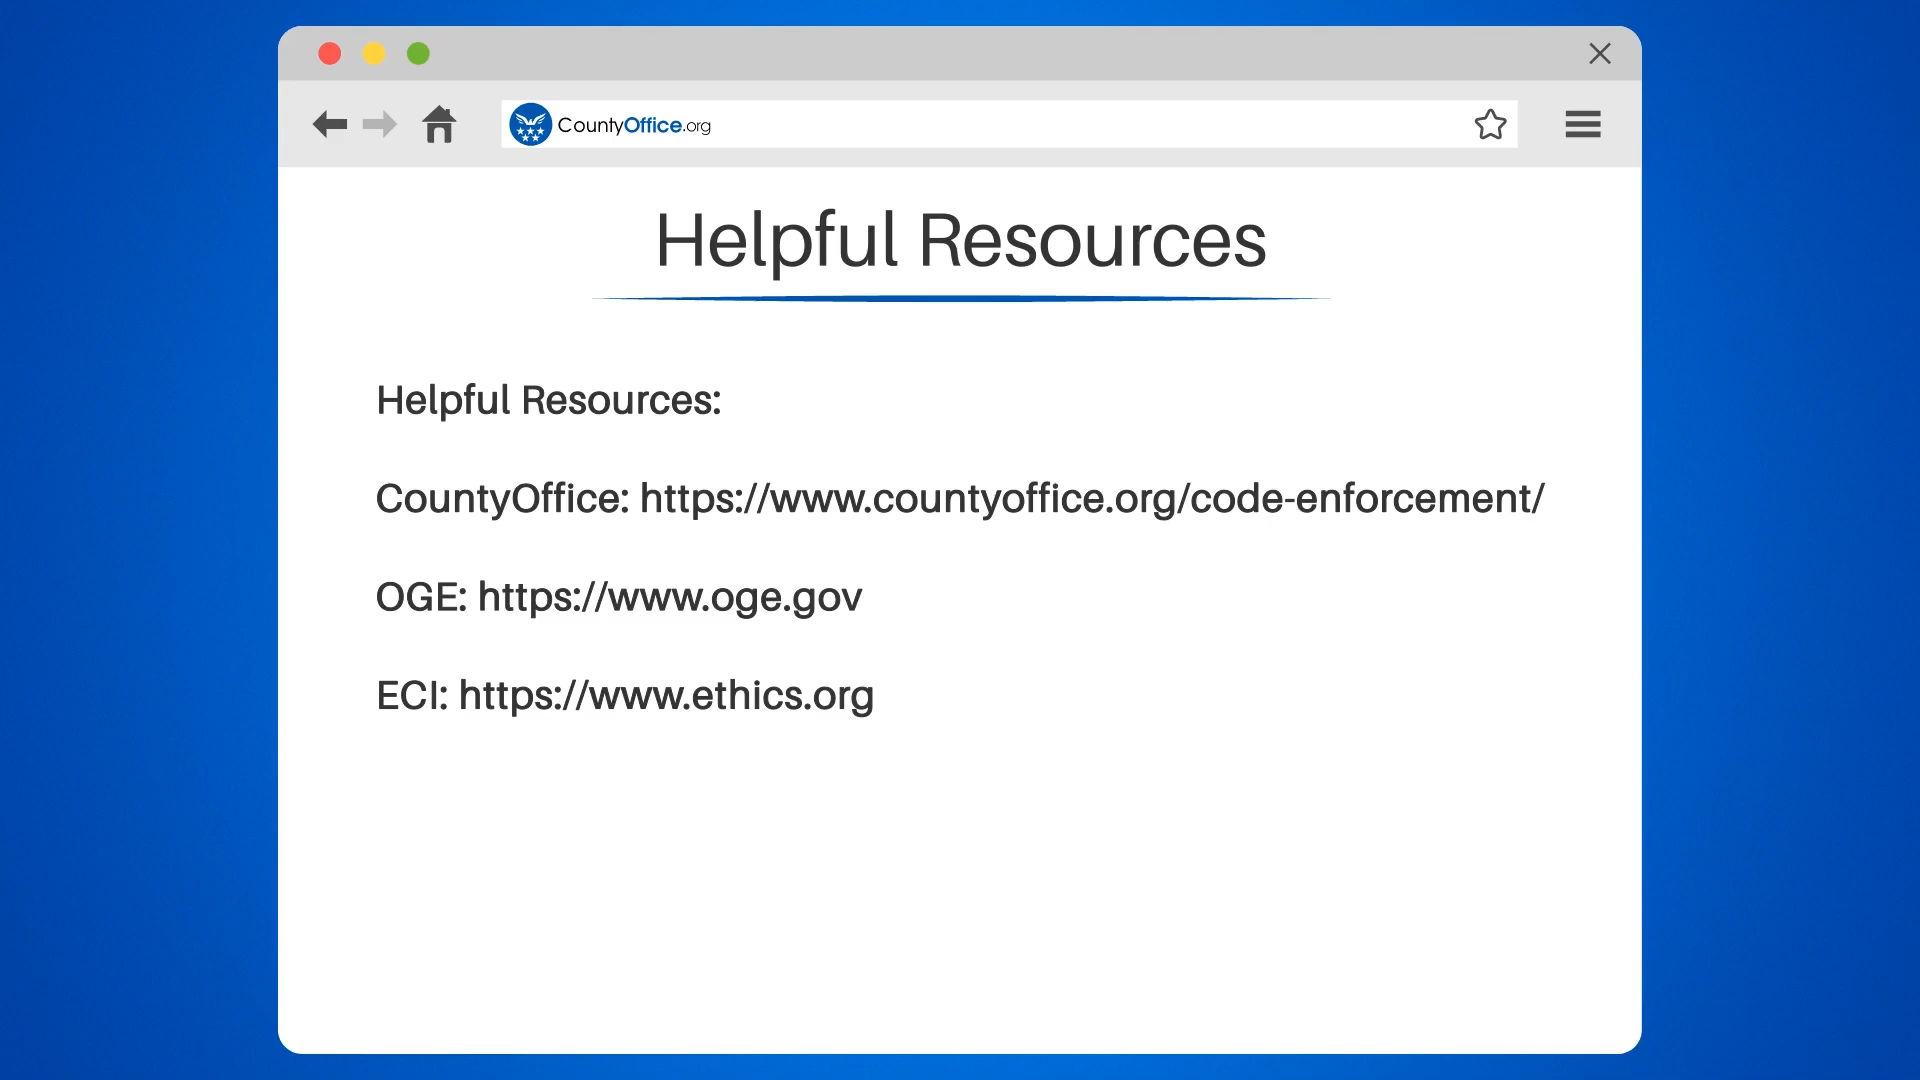 CountyOffice.org
Helpful Resources
Helpful Resources:
CountyOffice: https://www.countyoffice.org/code-enforcement/
OGE: https://www.oge.gov
ECI: https://www.ethics.org